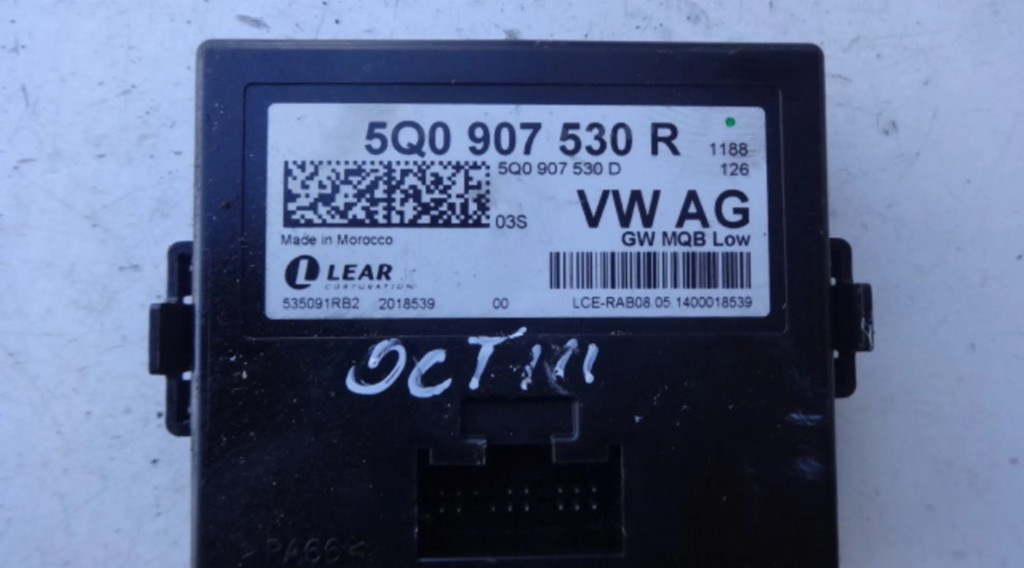 5Q0 907 530 R 1188
5Q0 907 530 D 126
03S VW AG
Made in Morocco GW MQB Low
LEAR
CORPORATION
535091RB2 2018539 00 LCE-RAB08.05 1400018539
OCT III
>PA66<